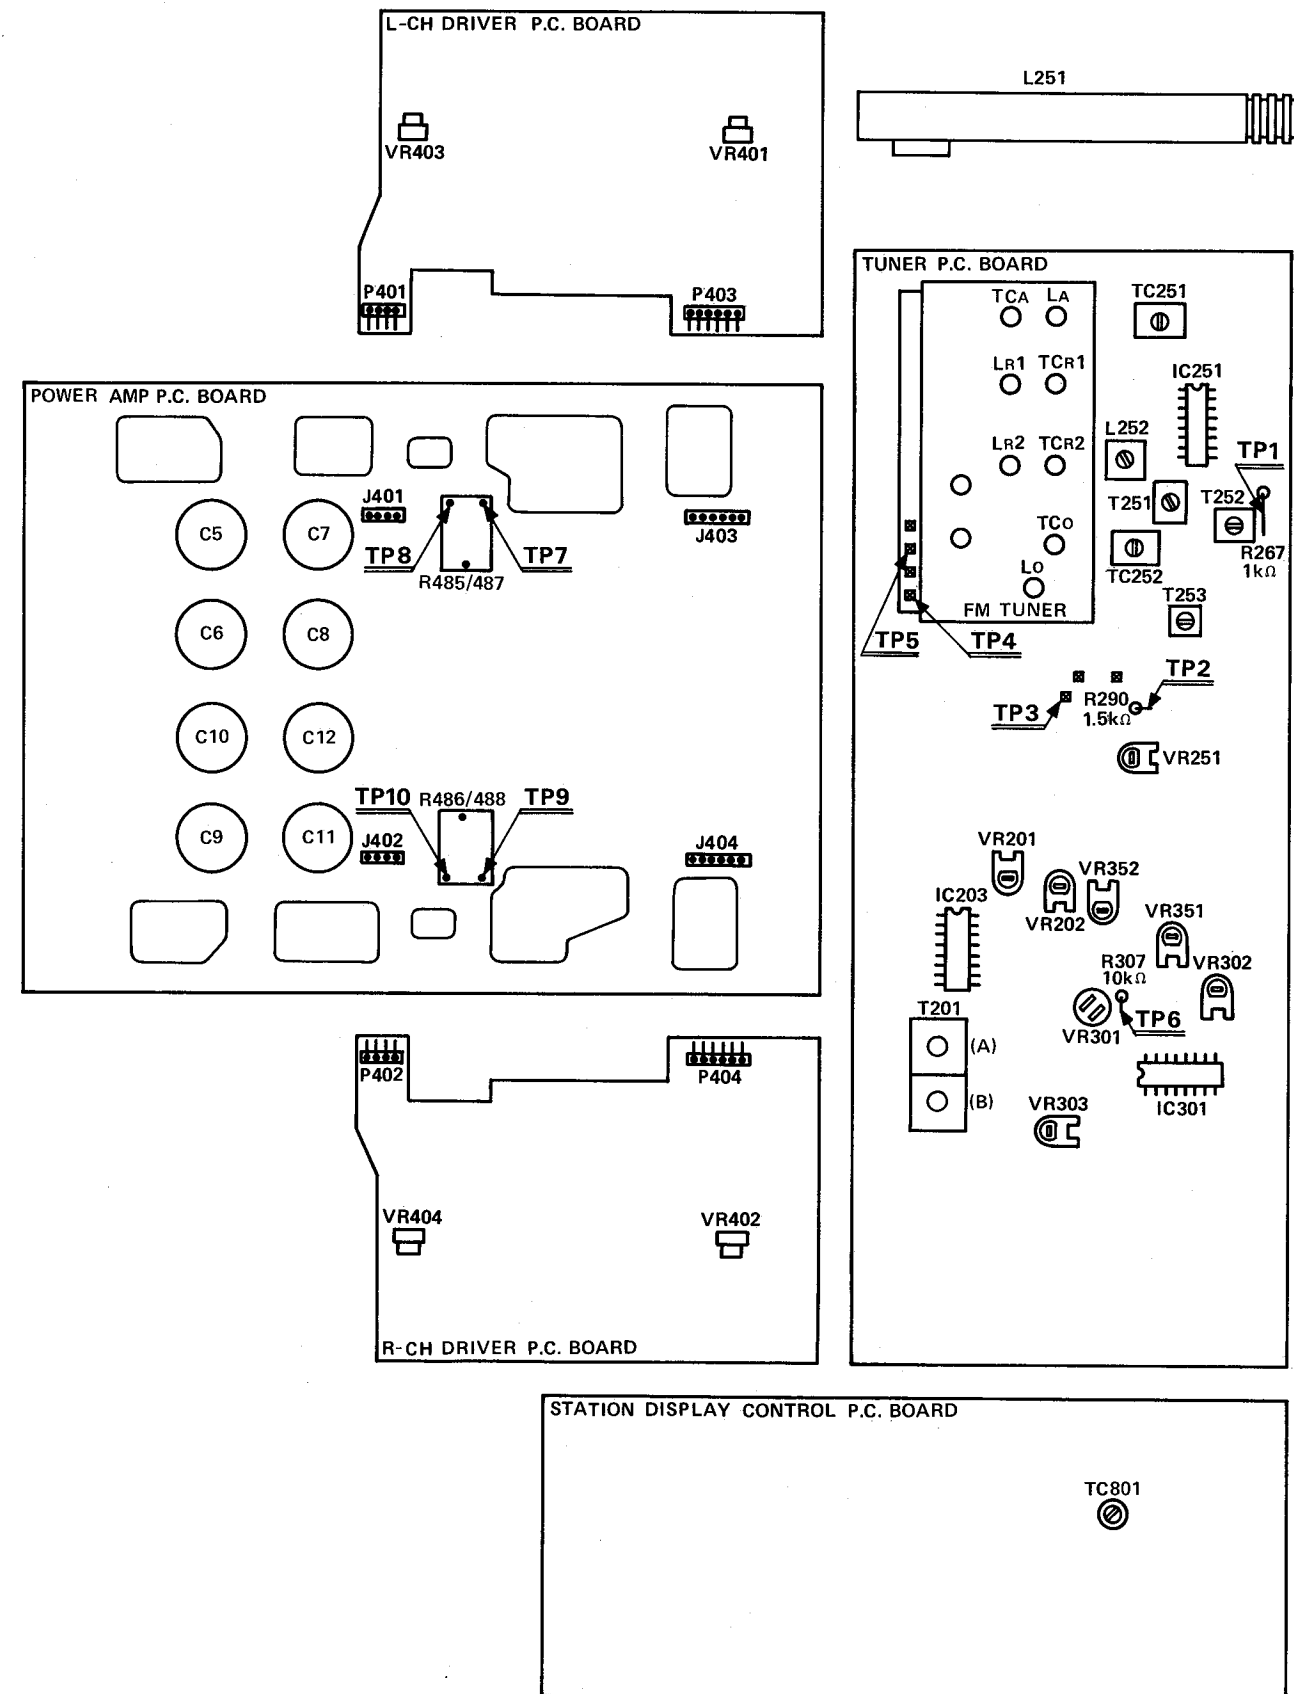 L-CH DRIVER P.C. BOARD
VR403
VR401
P401
P403
L251
POWER AMP P.C. BOARD
J401
J403
C5
C7
TP8
TP7
R485/487
C6
C8
C10
C12
TP10
R486/488
TP9
C9
C11
J402
J404
P402
P404
VR404
VR402
R-CH DRIVER P.C. BOARD
TUNER P.C. BOARD
TCA
LA
TC251
LR1
TCR1
IC251
LR2
TCR2
L252
TP1
T251
T252
TCO
TC252
R267
1kΩ
LO
FM TUNER
T253
TP5
TP4
TP2
TP3
R290
1.5kΩ
VR251
VR201
VR352
IC203
VR202
VR351
R307
10kΩ
VR302
T201
VR301
TP6
(A)
(B)
VR303
IC301
STATION DISPLAY CONTROL P.C. BOARD
TC801